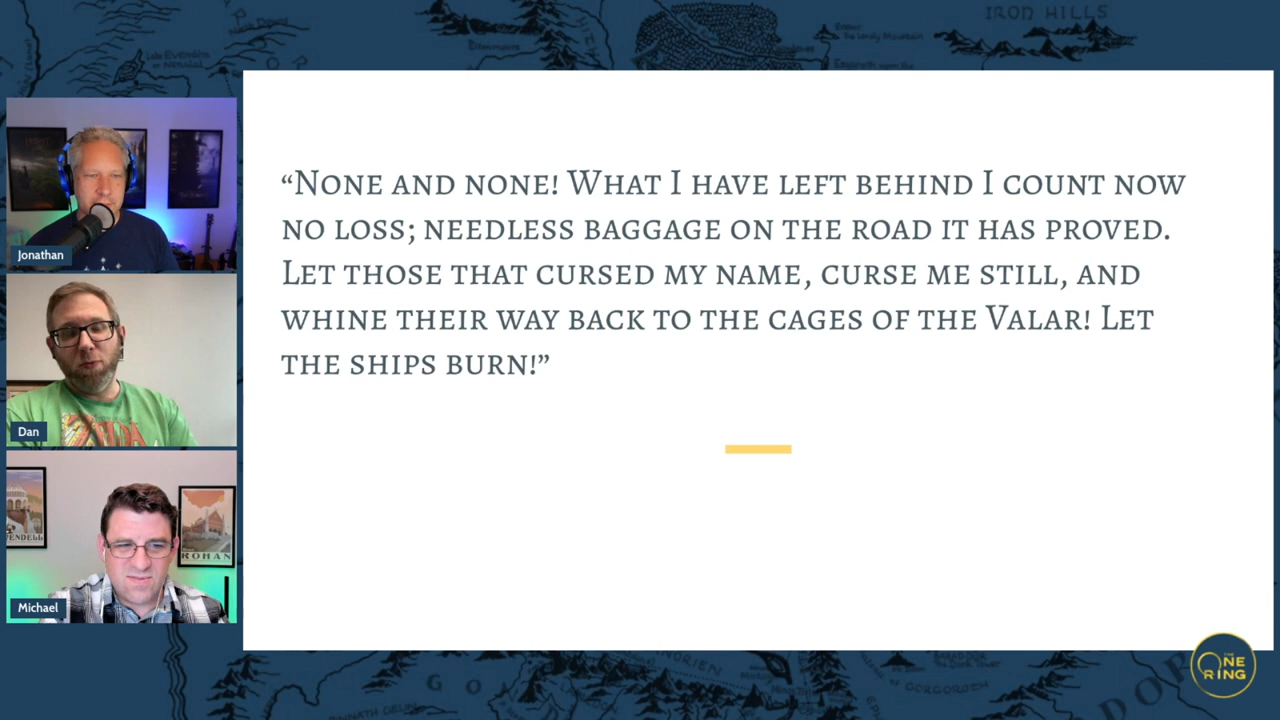 IRON HILLS
“NONE AND NONE! WHAT I HAVE LEFT BEHIND I COUNT NOW
NO LOSS; NEEDLESS BAGGAGE ON THE ROAD IT HAS PROVED.
LET THOSE THAT CURSED MY NAME, CURSE ME STILL, AND
WHINE THEIR WAY BACK TO THE CAGES OF THE VALAR! LET
THE SHIPS BURN!”
Jonathan
Dan
ROHAN
Michael
THE
ONE
RING
GORGOROTH